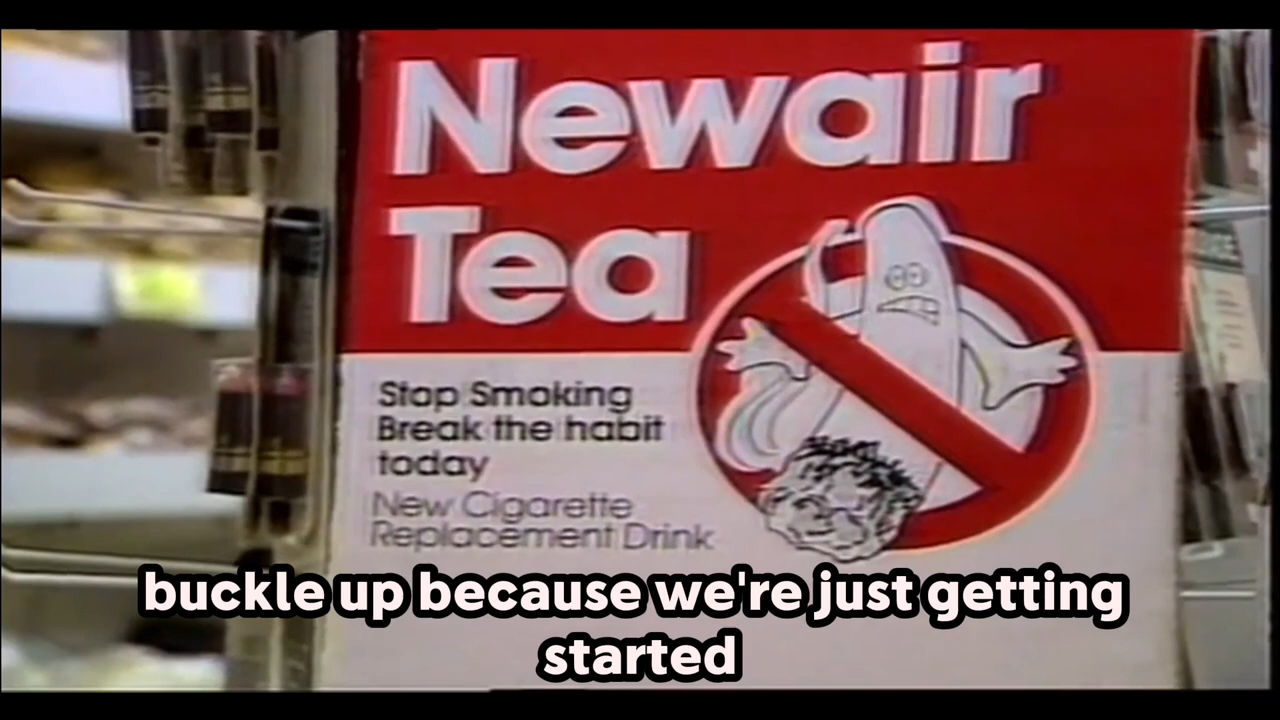 Newair
Tea
Stop Smoking
Break the habit
today
New Cigarette
Replacement Drink
buckle up because we're just getting
started